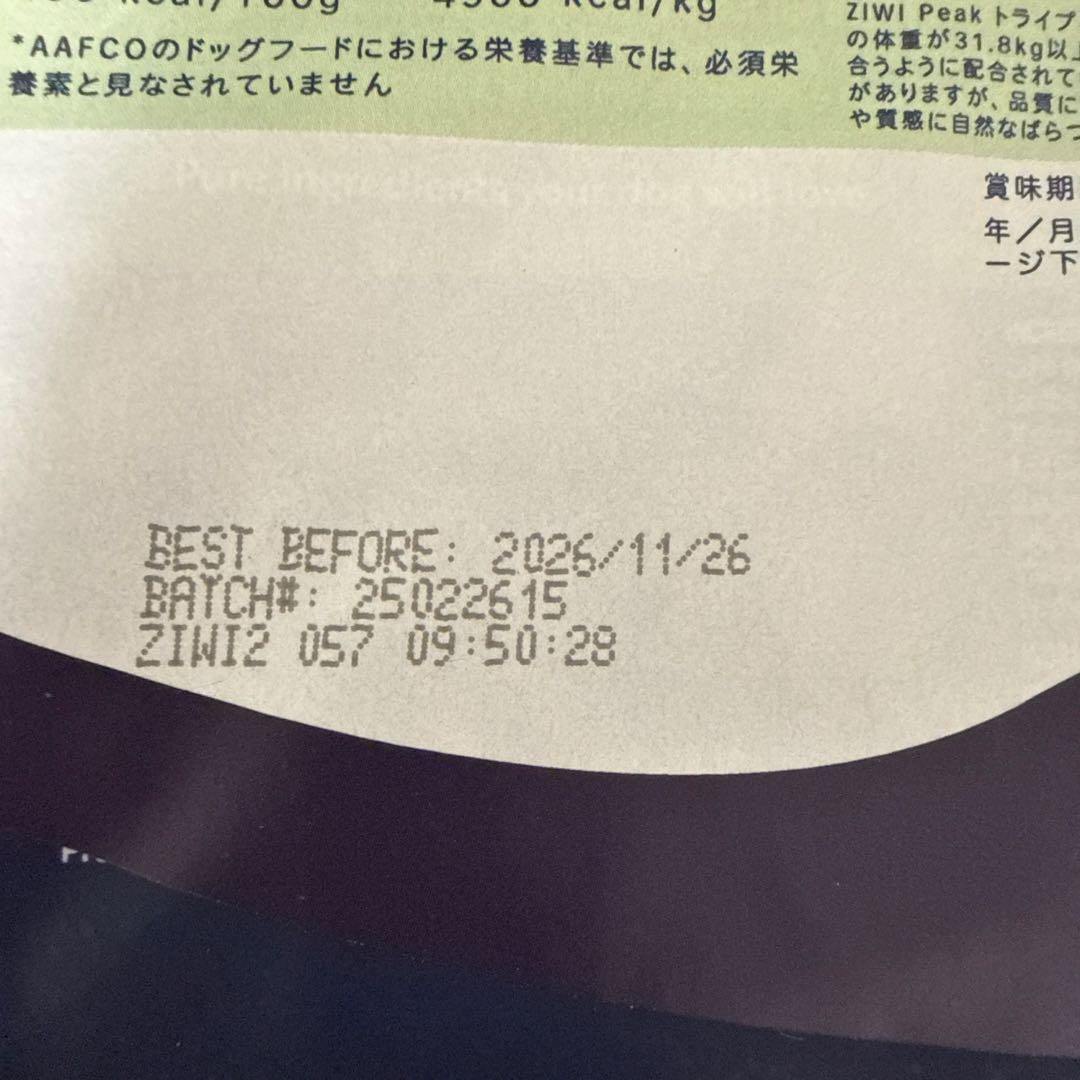 kcal/kg
*AAFCOのドッグフードにおける栄養基準では、必須栄
養素と見なされていません
ZIWI Peak トライプ
の体重が31.8kg以上
合うように配合されて
がありますが、品質に
や質感に自然なばらつ
賞味期
年／月
ージ下
BEST BEFORE: 2026/11/26
BATCH#: 25022615
ZIWI2 057 09:50:28